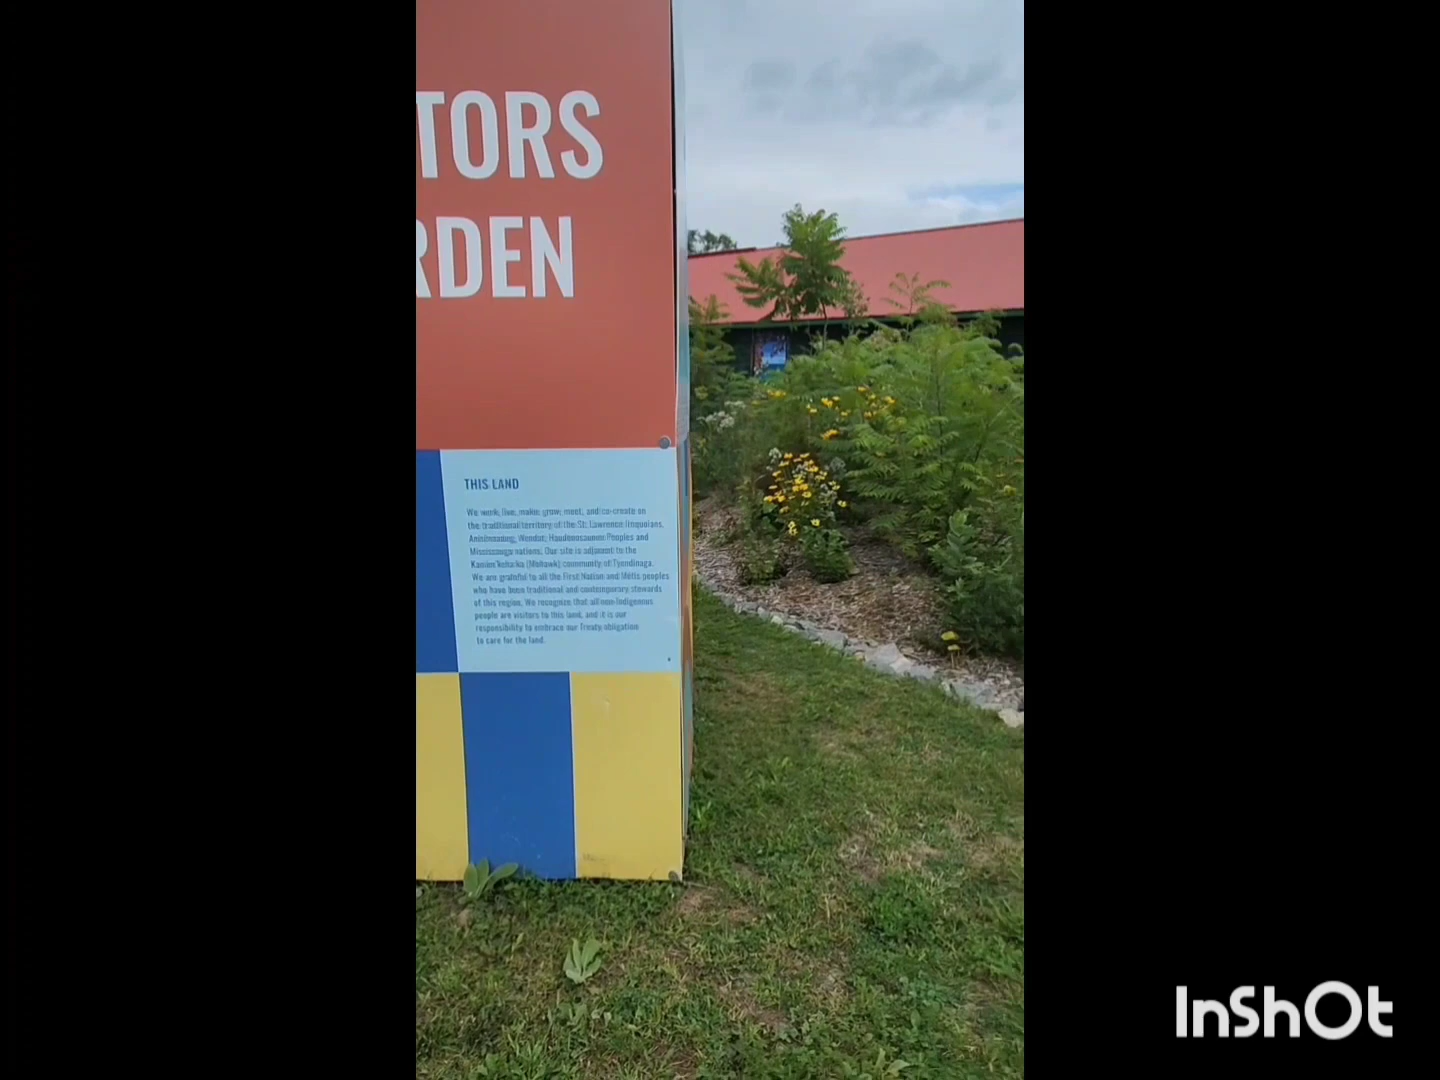 TORS
RDEN
THIS LAND
We work, live, make, grow, meet, and co-create on
the traditional territory of the St. Lawrence Iroquoians,
Anishinaabeg, Wendat, Haudenosaunee Peoples and
Mississauga nations. Our site is adjacent to the
Kanien'kehá:ka (Mohawk) community of Tyendinaga.
We are grateful to all the First Nation and Métis peoples
who have been traditional and contemporary stewards
of this region. We recognize that all non-Indigenous
people are visitors to this land, and it is our
responsibility to embrace our Treaty obligation
to care for the land.
InShOt